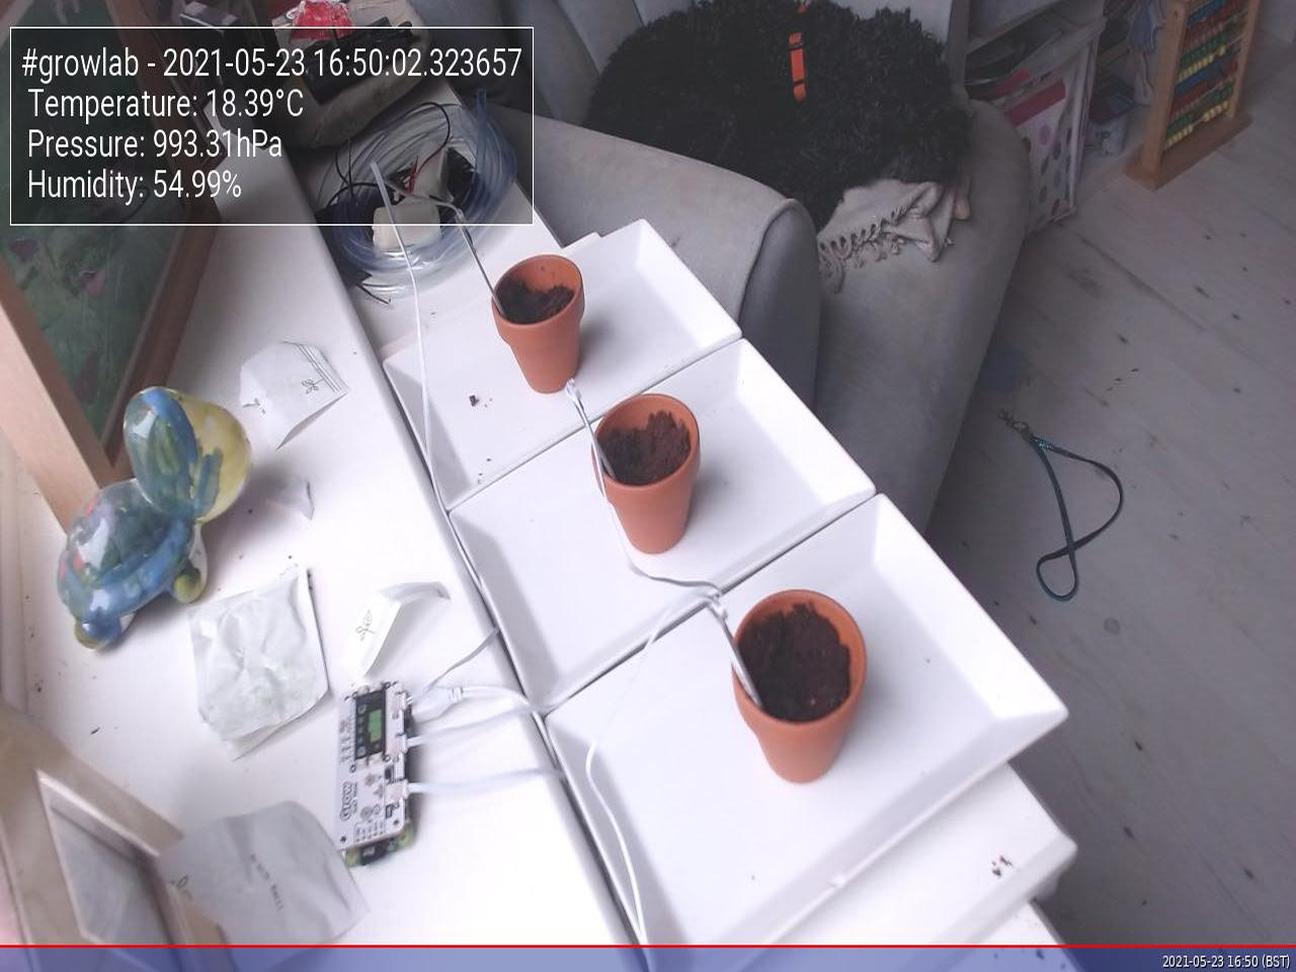 #growlab - 2021-05-23 16:50:02.323657
Temperature: 18.39°C
Pressure: 993.31hPa
Humidity: 54.99%
GROW
2021-05-23 16:50 (BST)